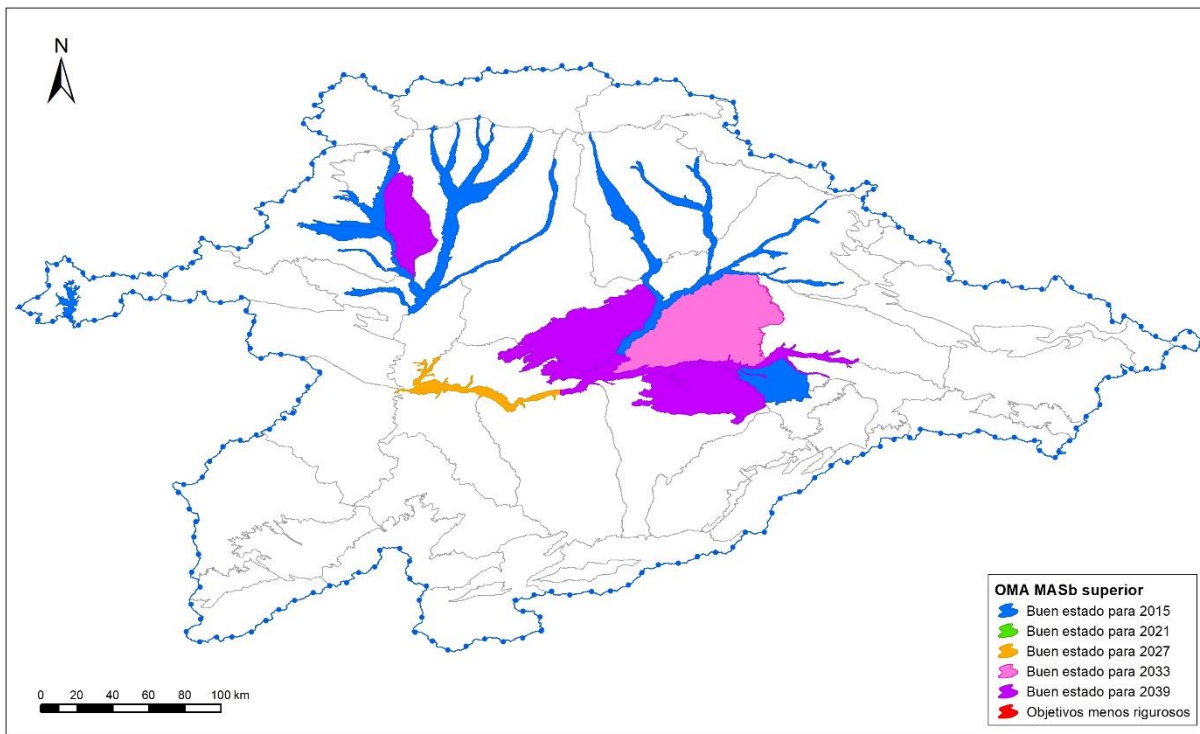 N
OMA MASb superior
Buen estado para 2015
Buen estado para 2021
Buen estado para 2027
Buen estado para 2033
Buen estado para 2039
Objetivos menos rigurosos
0 20 40 60 80 100 km